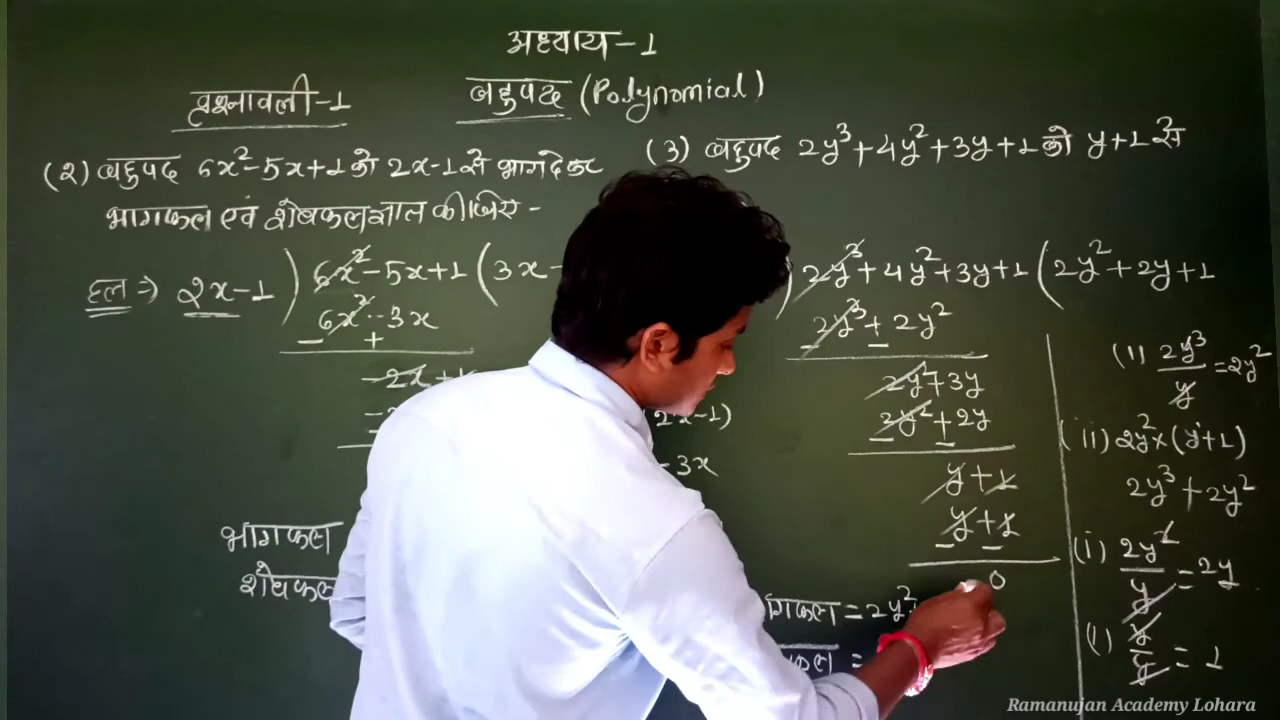 अध्याय-1
बहुपद (Polynomial)
प्रश्नावली-1
(2) बहुपद 6x²-5x+1 को 2x-1 से भाग देकर
भागफल एवं शेषफल ज्ञात कीजिए -
हल ⇒ 2x-1 ) 6x²-5x+1 ( 3x-
6x²-3x
- +
-2x+
2x-1)
-3x
भागफल
शेषफल
(3) बहुपद 2y³+4y²+3y+1 को y+1 से
) 2y³+4y²+3y+1 ( 2y²+2y+1
2y³+2y²
- -
2y²+3y
2y²+2y
- -
y+1
y+1
- -
0
गफल = 2y²+
फल =
(i) 2y³/y = 2y²
(ii) 2y²×(y+1)
2y³+2y²
(i) 2y²/y = 2y
(i) y/y = 1
Ramanujan Academy Lohara